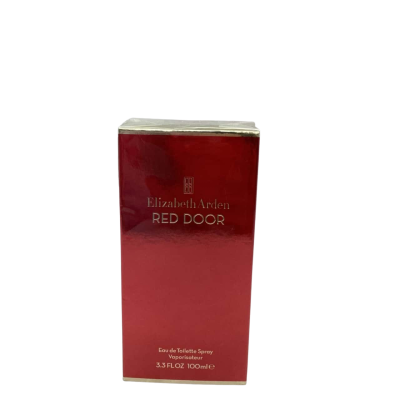 Elizabeth Arden
RED DOOR
Eau de Toilette Spray
Vaporisateur
3.3 FL OZ 100ml℮